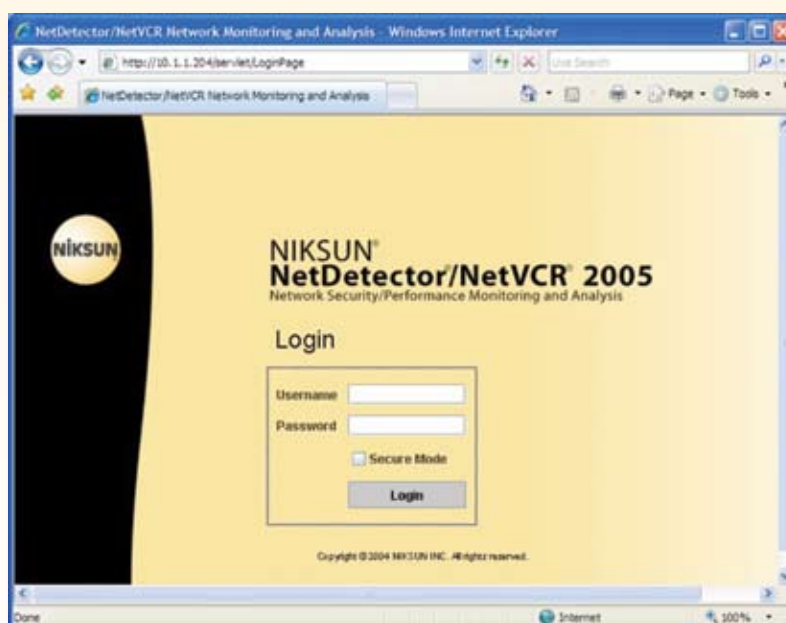 NetDetector/NetVCR Network Monitoring and Analysis - Windows Internet Explorer
http://10.1.1.204/servlet/LoginPage
Live Search
NetDetector/NetVCR Network Monitoring and Analysis
Page
Tools
NIKSUN
NIKSUN®
NetDetector®/NetVCR® 2005
Network Security/Performance Monitoring and Analysis
Login
Username
Password
Secure Mode
Login
Copyright © 2004 NIKSUN INC. All rights reserved.
Done
Internet
100%